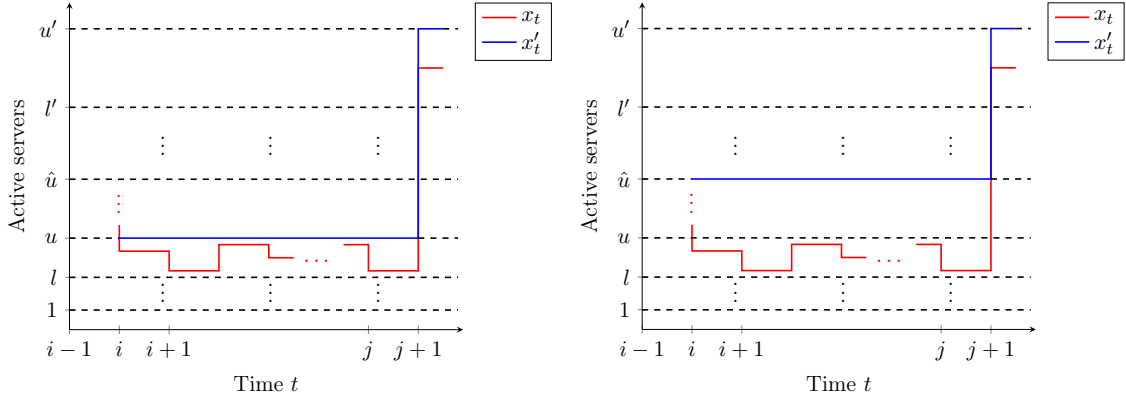 u′
l′
û
u
l
1
Active servers
i − 1
i
i + 1
j
j + 1
Time t
x_t
x′_t
u′
l′
û
u
l
1
Active servers
i − 1
i
i + 1
j
j + 1
Time t
x_t
x′_t